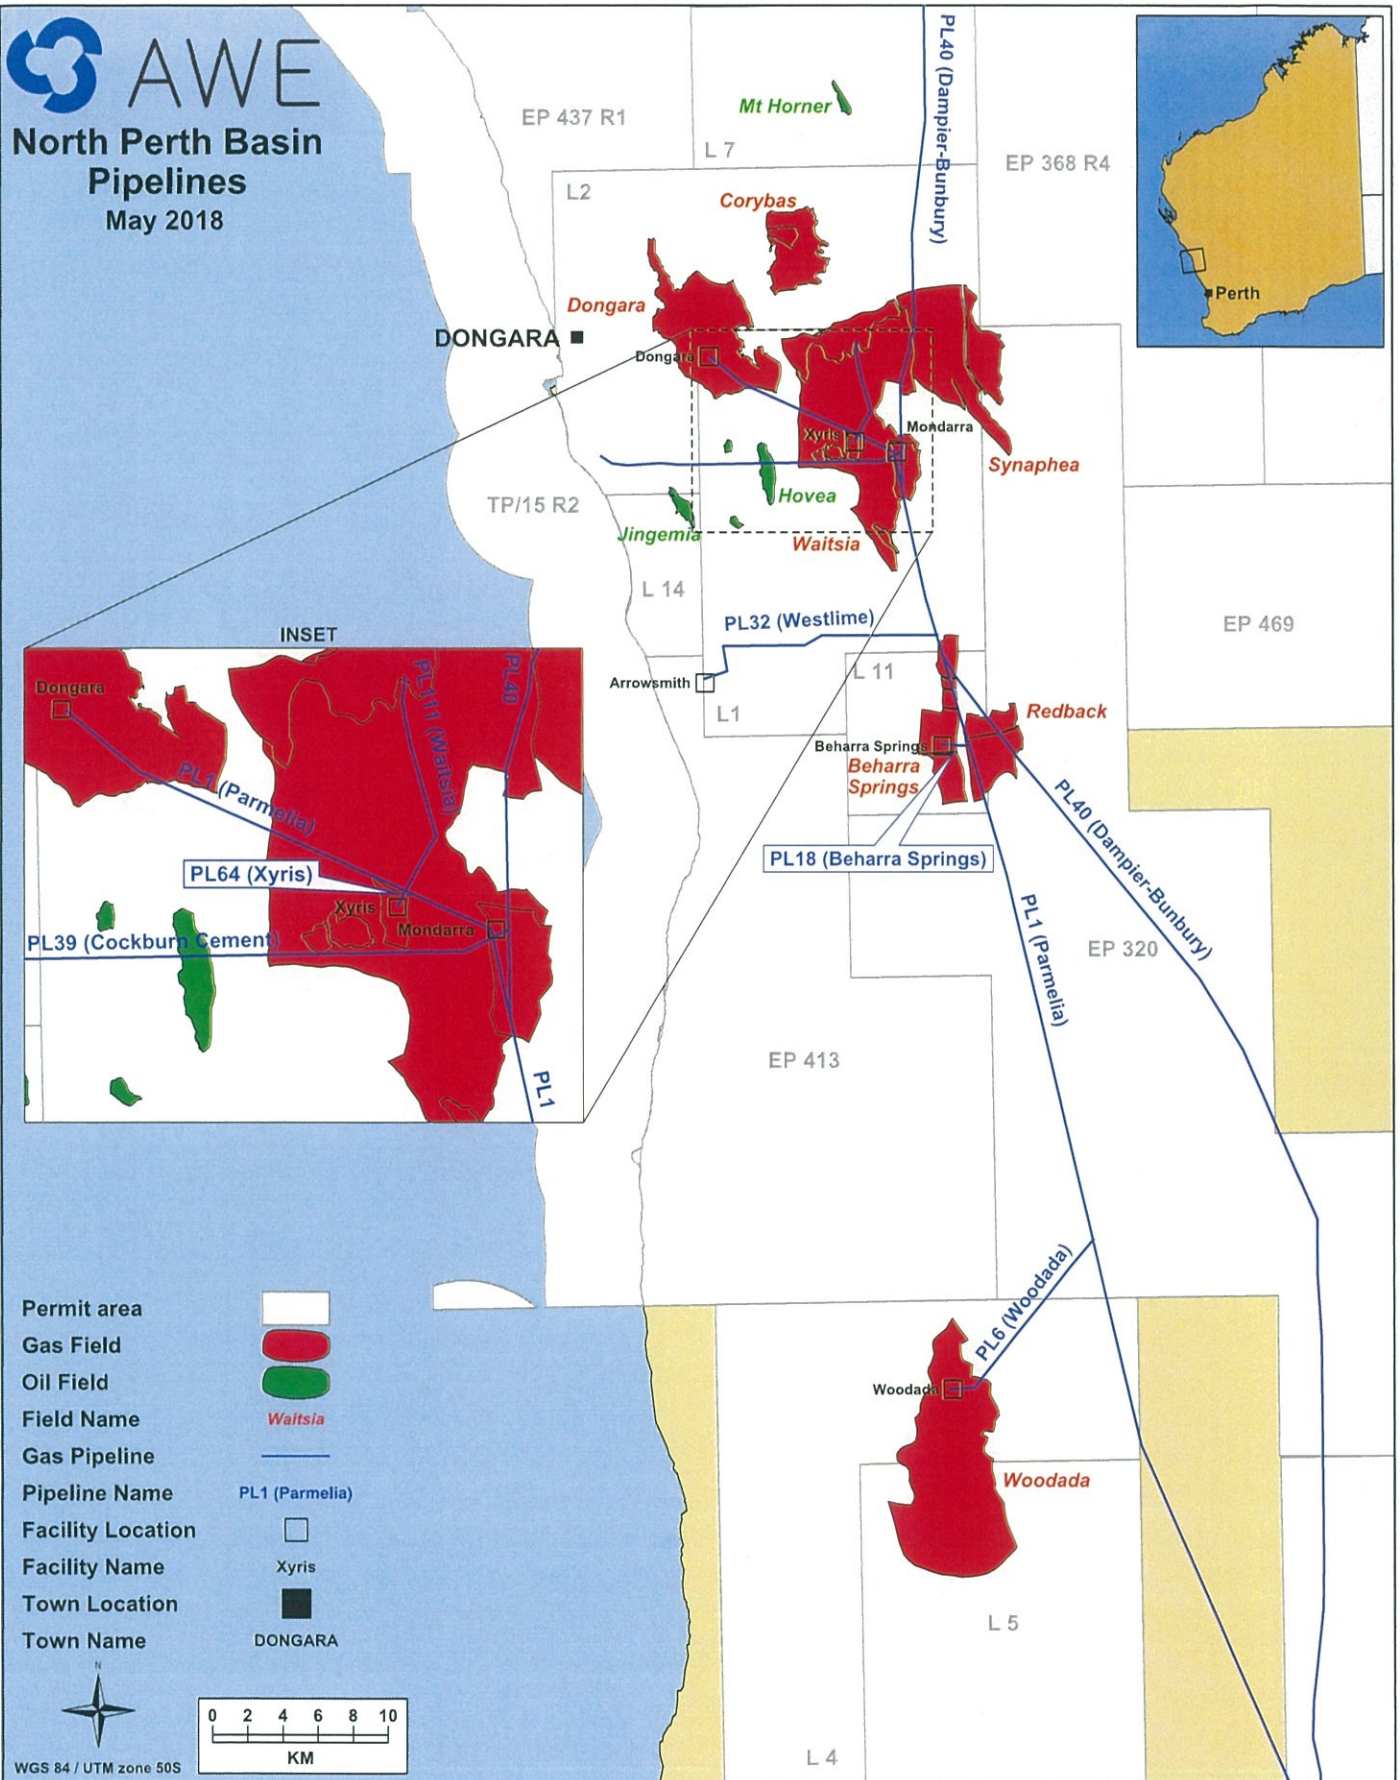 AWE
North Perth Basin
Pipelines
May 2018
EP 437 R1
Mt Horner
L 7
PL40 (Dampier-Bunbury)
EP 368 R4
Perth
L2
Corybas
Dongara
DONGARA
Dongara
Xyris
Mondarra
Synaphea
TP/15 R2
Hovea
Jingemia
Waitsia
L 14
PL32 (Westlime)
EP 469
Arrowsmith
L 11
L1
Redback
Beharra Springs
Beharra
Springs
PL18 (Beharra Springs)
PL40 (Dampier-Bunbury)
PL1 (Parmelia)
EP 320
EP 413
INSET
Dongara
PL111 (Waitsia)
PL40
PL1 (Parmelia)
PL64 (Xyris)
Xyris
Mondarra
PL39 (Cockburn Cement)
PL1
PL6 (Woodada)
Woodada
Woodada
L 5
L 4
Permit area
Gas Field
Oil Field
Field Name Waitsia
Gas Pipeline
Pipeline Name PL1 (Parmelia)
Facility Location
Facility Name Xyris
Town Location
Town Name DONGARA
N
0 2 4 6 8 10
KM
WGS 84 / UTM zone 50S